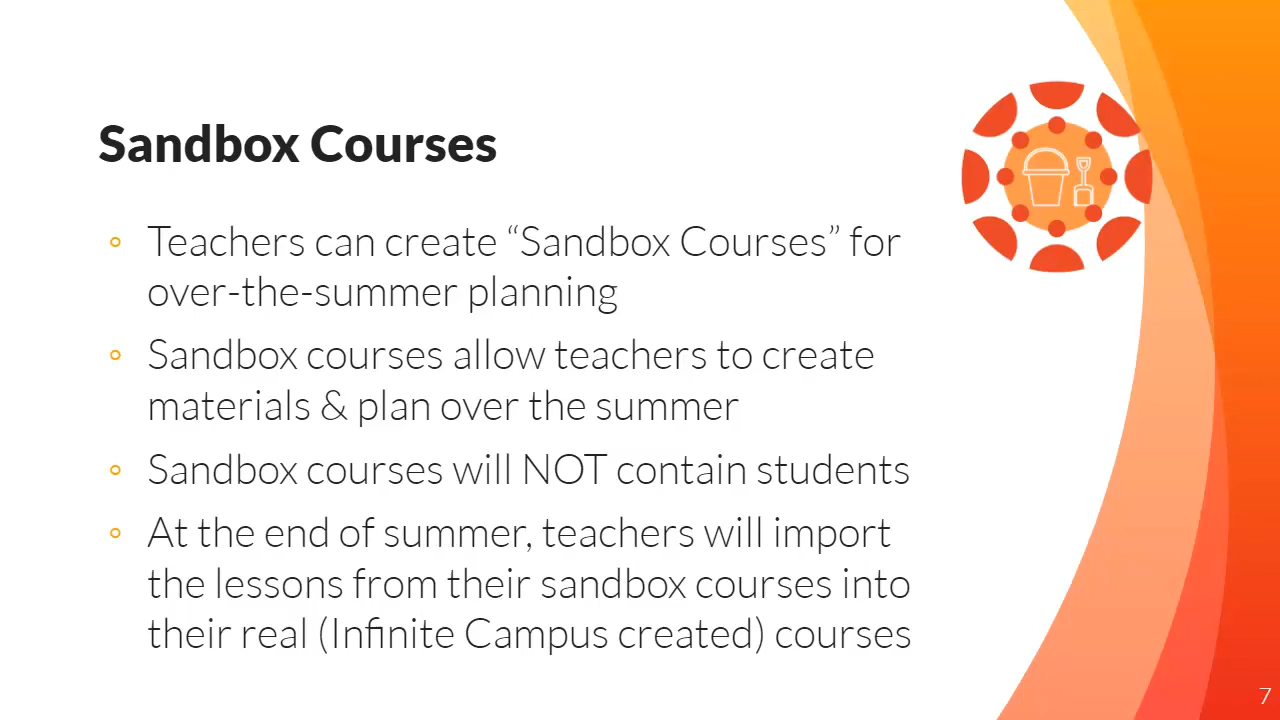 Sandbox Courses
Teachers can create “Sandbox Courses” for
over-the-summer planning
Sandbox courses allow teachers to create
materials & plan over the summer
Sandbox courses will NOT contain students
At the end of summer, teachers will import
the lessons from their sandbox courses into
their real (Infinite Campus created) courses
7